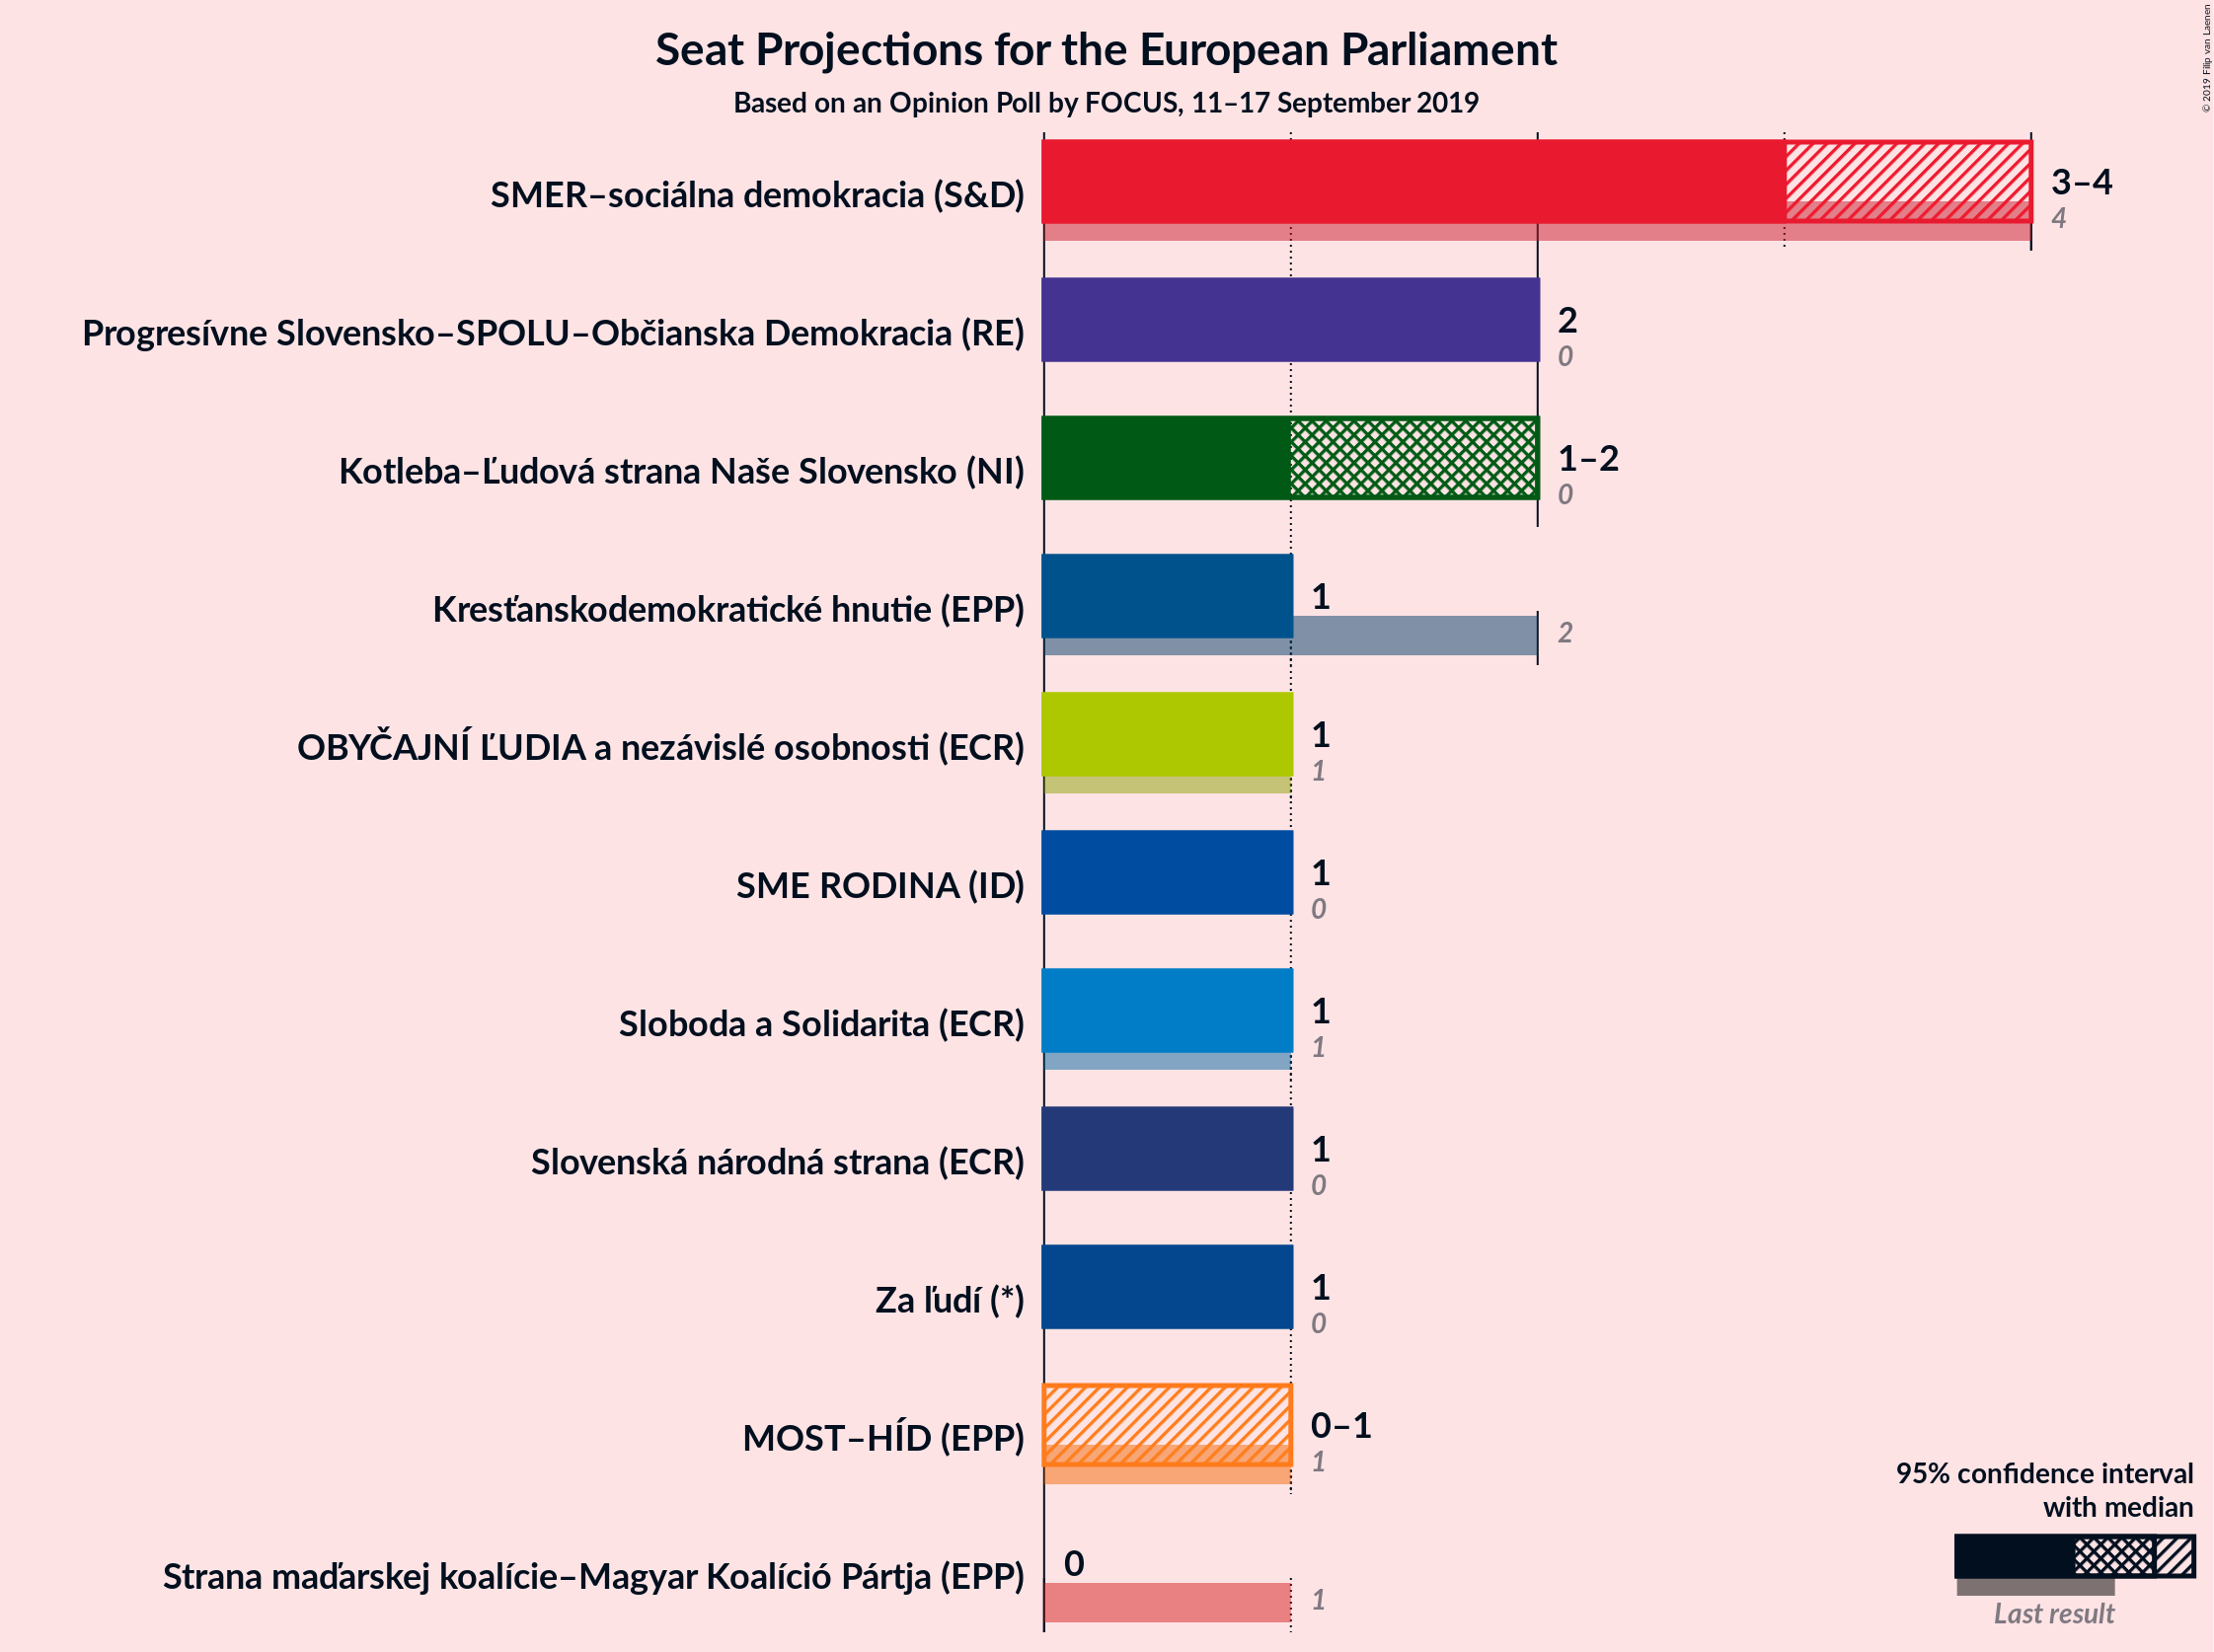 Seat Projections for the European Parliament
Based on an Opinion Poll by FOCUS, 11–17 September 2019
© 2019 Filip van Laenen
SMER–sociálna demokracia (S&D)
3–4
4
Progresívne Slovensko–SPOLU–Občianska Demokracia (RE)
2
0
Kotleba–Ľudová strana Naše Slovensko (NI)
1–2
0
Kresťanskodemokratické hnutie (EPP)
1
2
OBYČAJNÍ ĽUDIA a nezávislé osobnosti (ECR)
1
1
SME RODINA (ID)
1
0
Sloboda a Solidarita (ECR)
1
1
Slovenská národná strana (ECR)
1
0
Za ľudí (*)
1
0
MOST–HÍD (EPP)
0–1
1
Strana maďarskej koalície–Magyar Koalíció Pártja (EPP)
0
1
95% confidence interval
with median
Last result